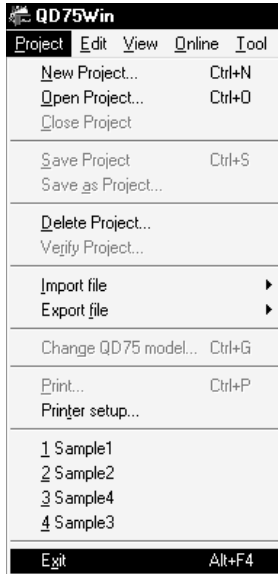 QD75Win
Project Edit View Online Tool
New Project... Ctrl+N
Open Project... Ctrl+O
Close Project
Save Project Ctrl+S
Save as Project...
Delete Project...
Verify Project...
Import file
Export file
Change QD75 model... Ctrl+G
Print... Ctrl+P
Printer setup...
1 Sample1
2 Sample2
3 Sample4
4 Sample3
Exit Alt+F4